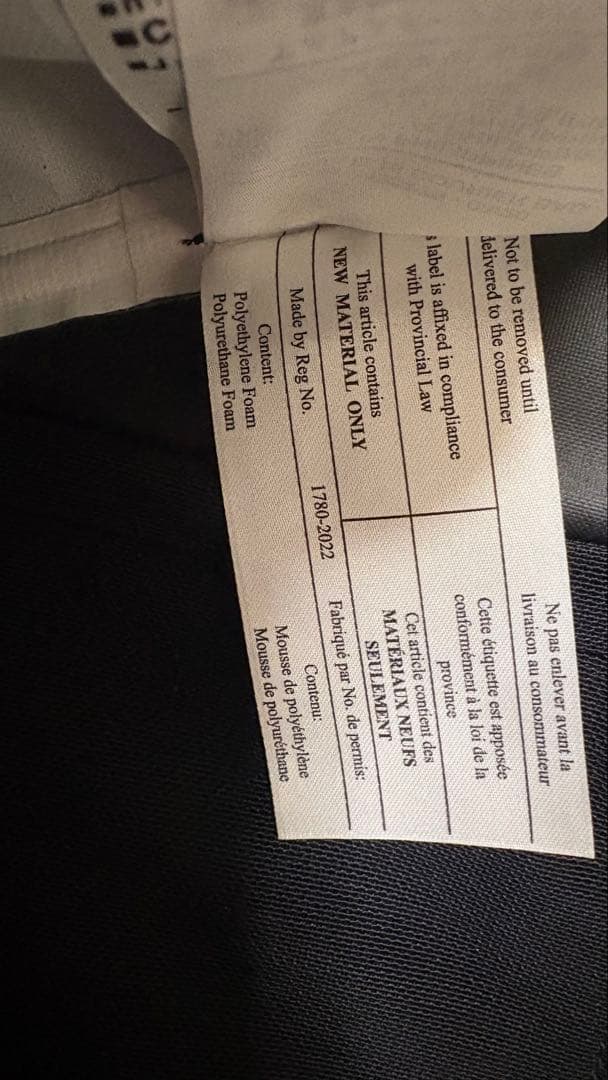 Not to be removed until
delivered to the consumer
Ne pas enlever avant la
livraison au consommateur
label is affixed in compliance
with Provincial Law
Cette étiquette est apposée
conformément à la loi de la
province
This article contains
NEW MATERIAL ONLY
Cet article contient des
MATÉRIAUX NEUFS
SEULEMENT
Made by Reg No.
1780-2022
Fabriqué par No. de permis:
Content:
Polyethylene Foam
Polyurethane Foam
Contenu:
Mousse de polyéthylène
Mousse de polyuréthane